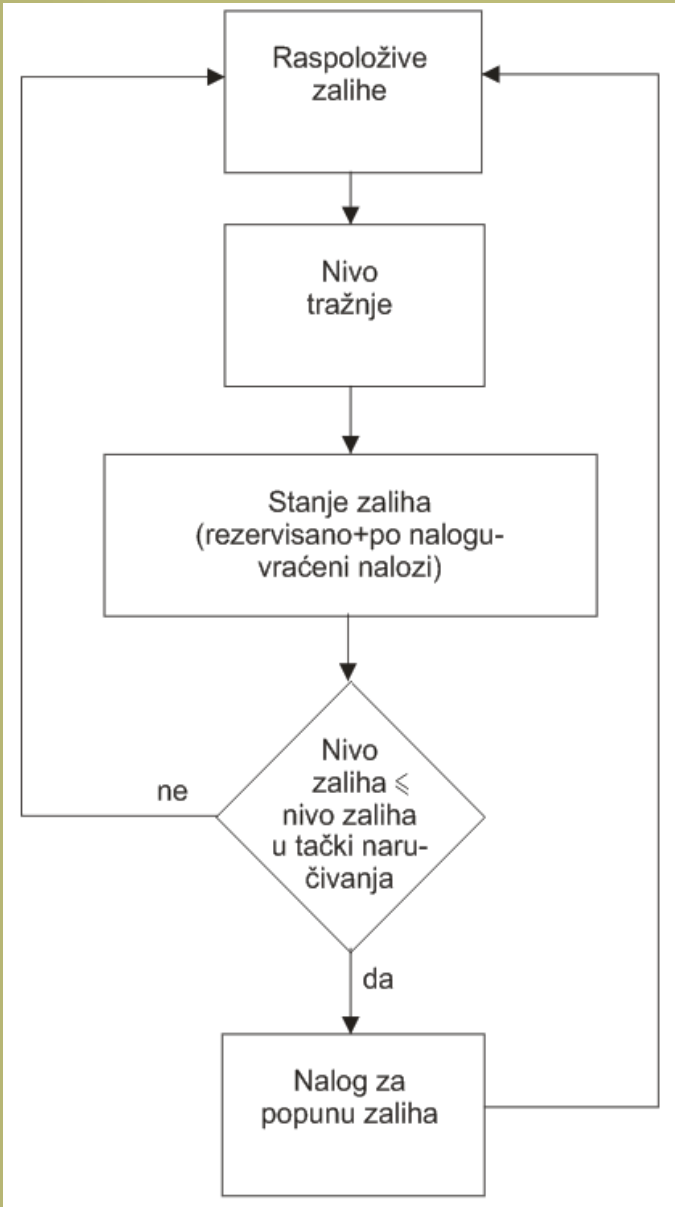 Raspoložive
zalihe
Nivo
tražnje
Stanje zaliha
(rezervisano+po nalogu-
vraćeni nalozi)
Nivo
zaliha ⩽
nivo zaliha
u tački naru-
čivanja
ne
da
Nalog za
popunu zaliha